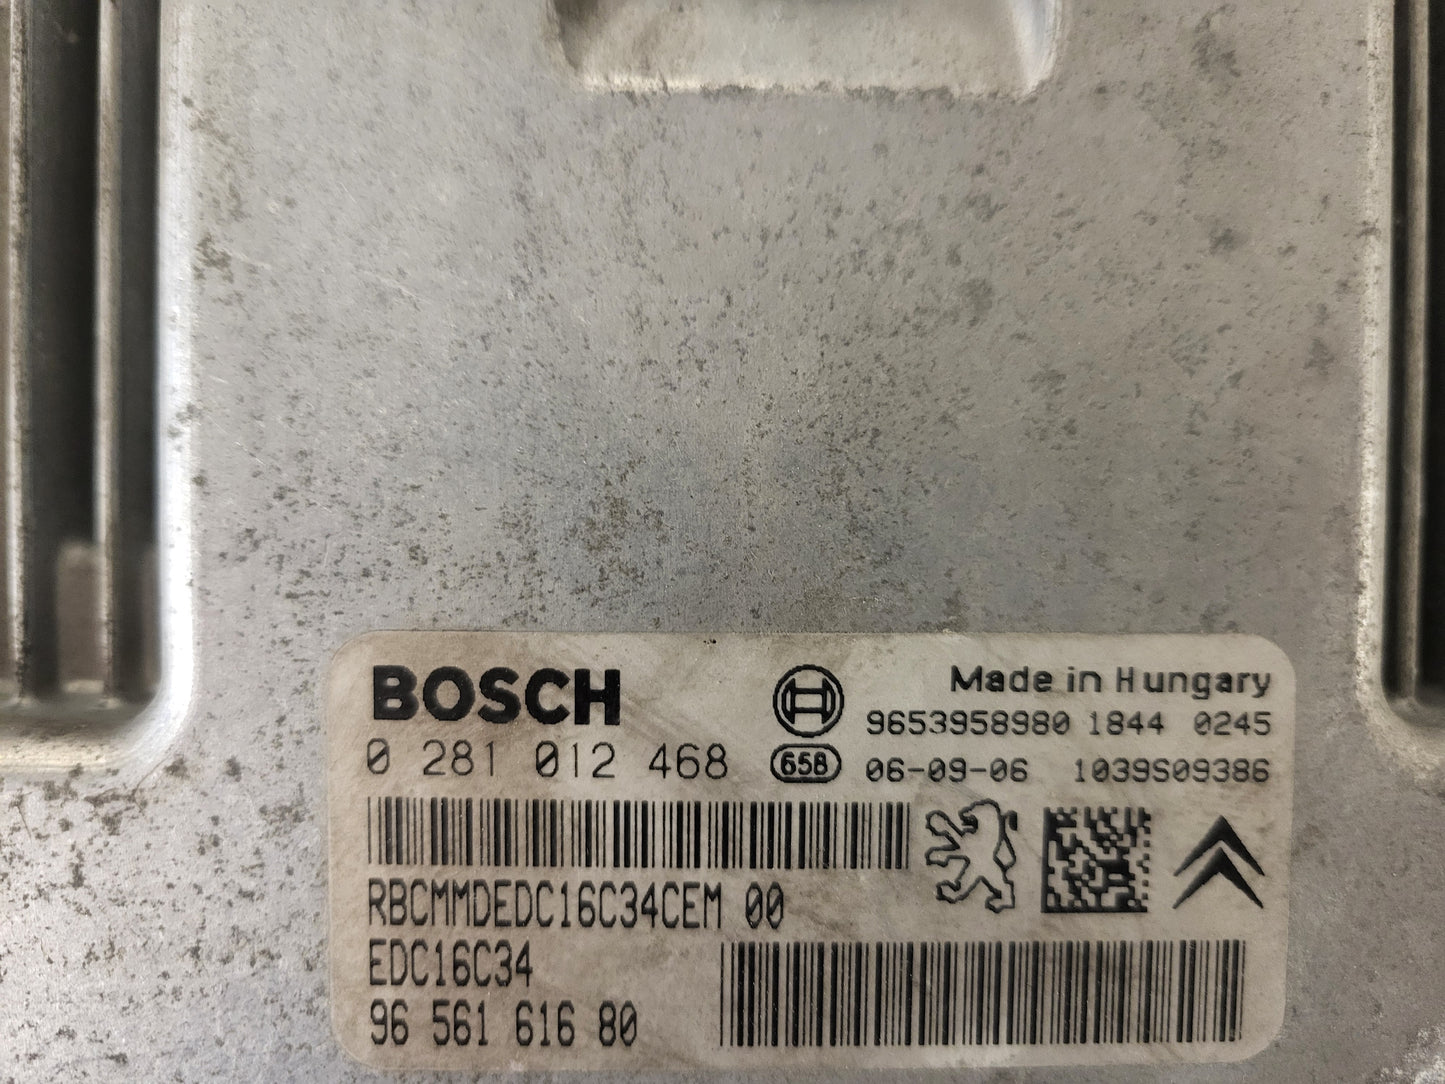 BOSCH
0 281 012 468
658
Made in Hungary
9653958980 1844 0245
06-09-06 1039S09386
RBCMMDEDC16C34CEM 00
EDC16C34
96 561 616 80